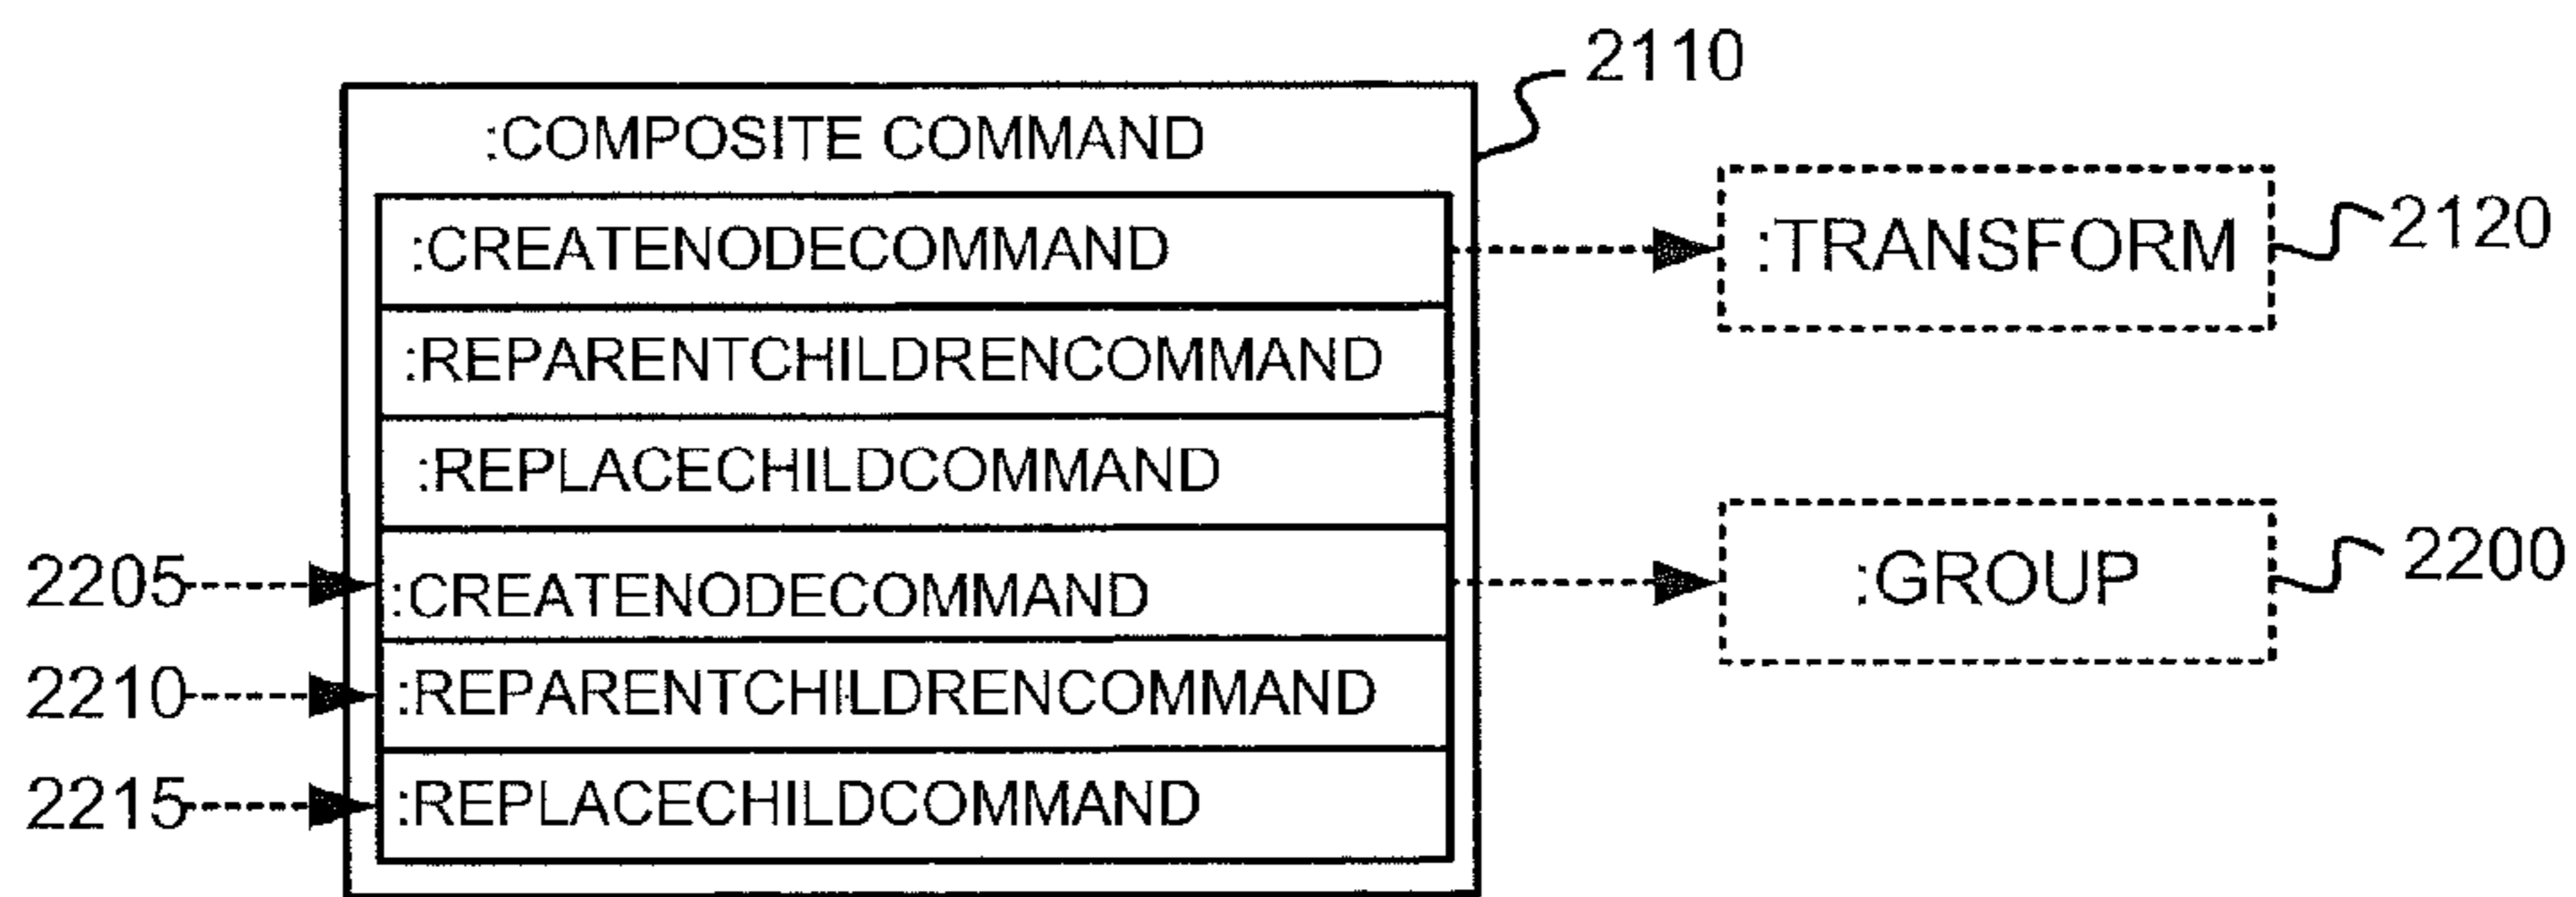 2110
:COMPOSITE COMMAND
:CREATENODECOMMAND
:TRANSFORM
2120
:REPARENTCHILDRENCOMMAND
:REPLACECHILDCOMMAND
2205
:CREATENODECOMMAND
:GROUP
2200
2210
:REPARENTCHILDRENCOMMAND
2215
:REPLACECHILDCOMMAND